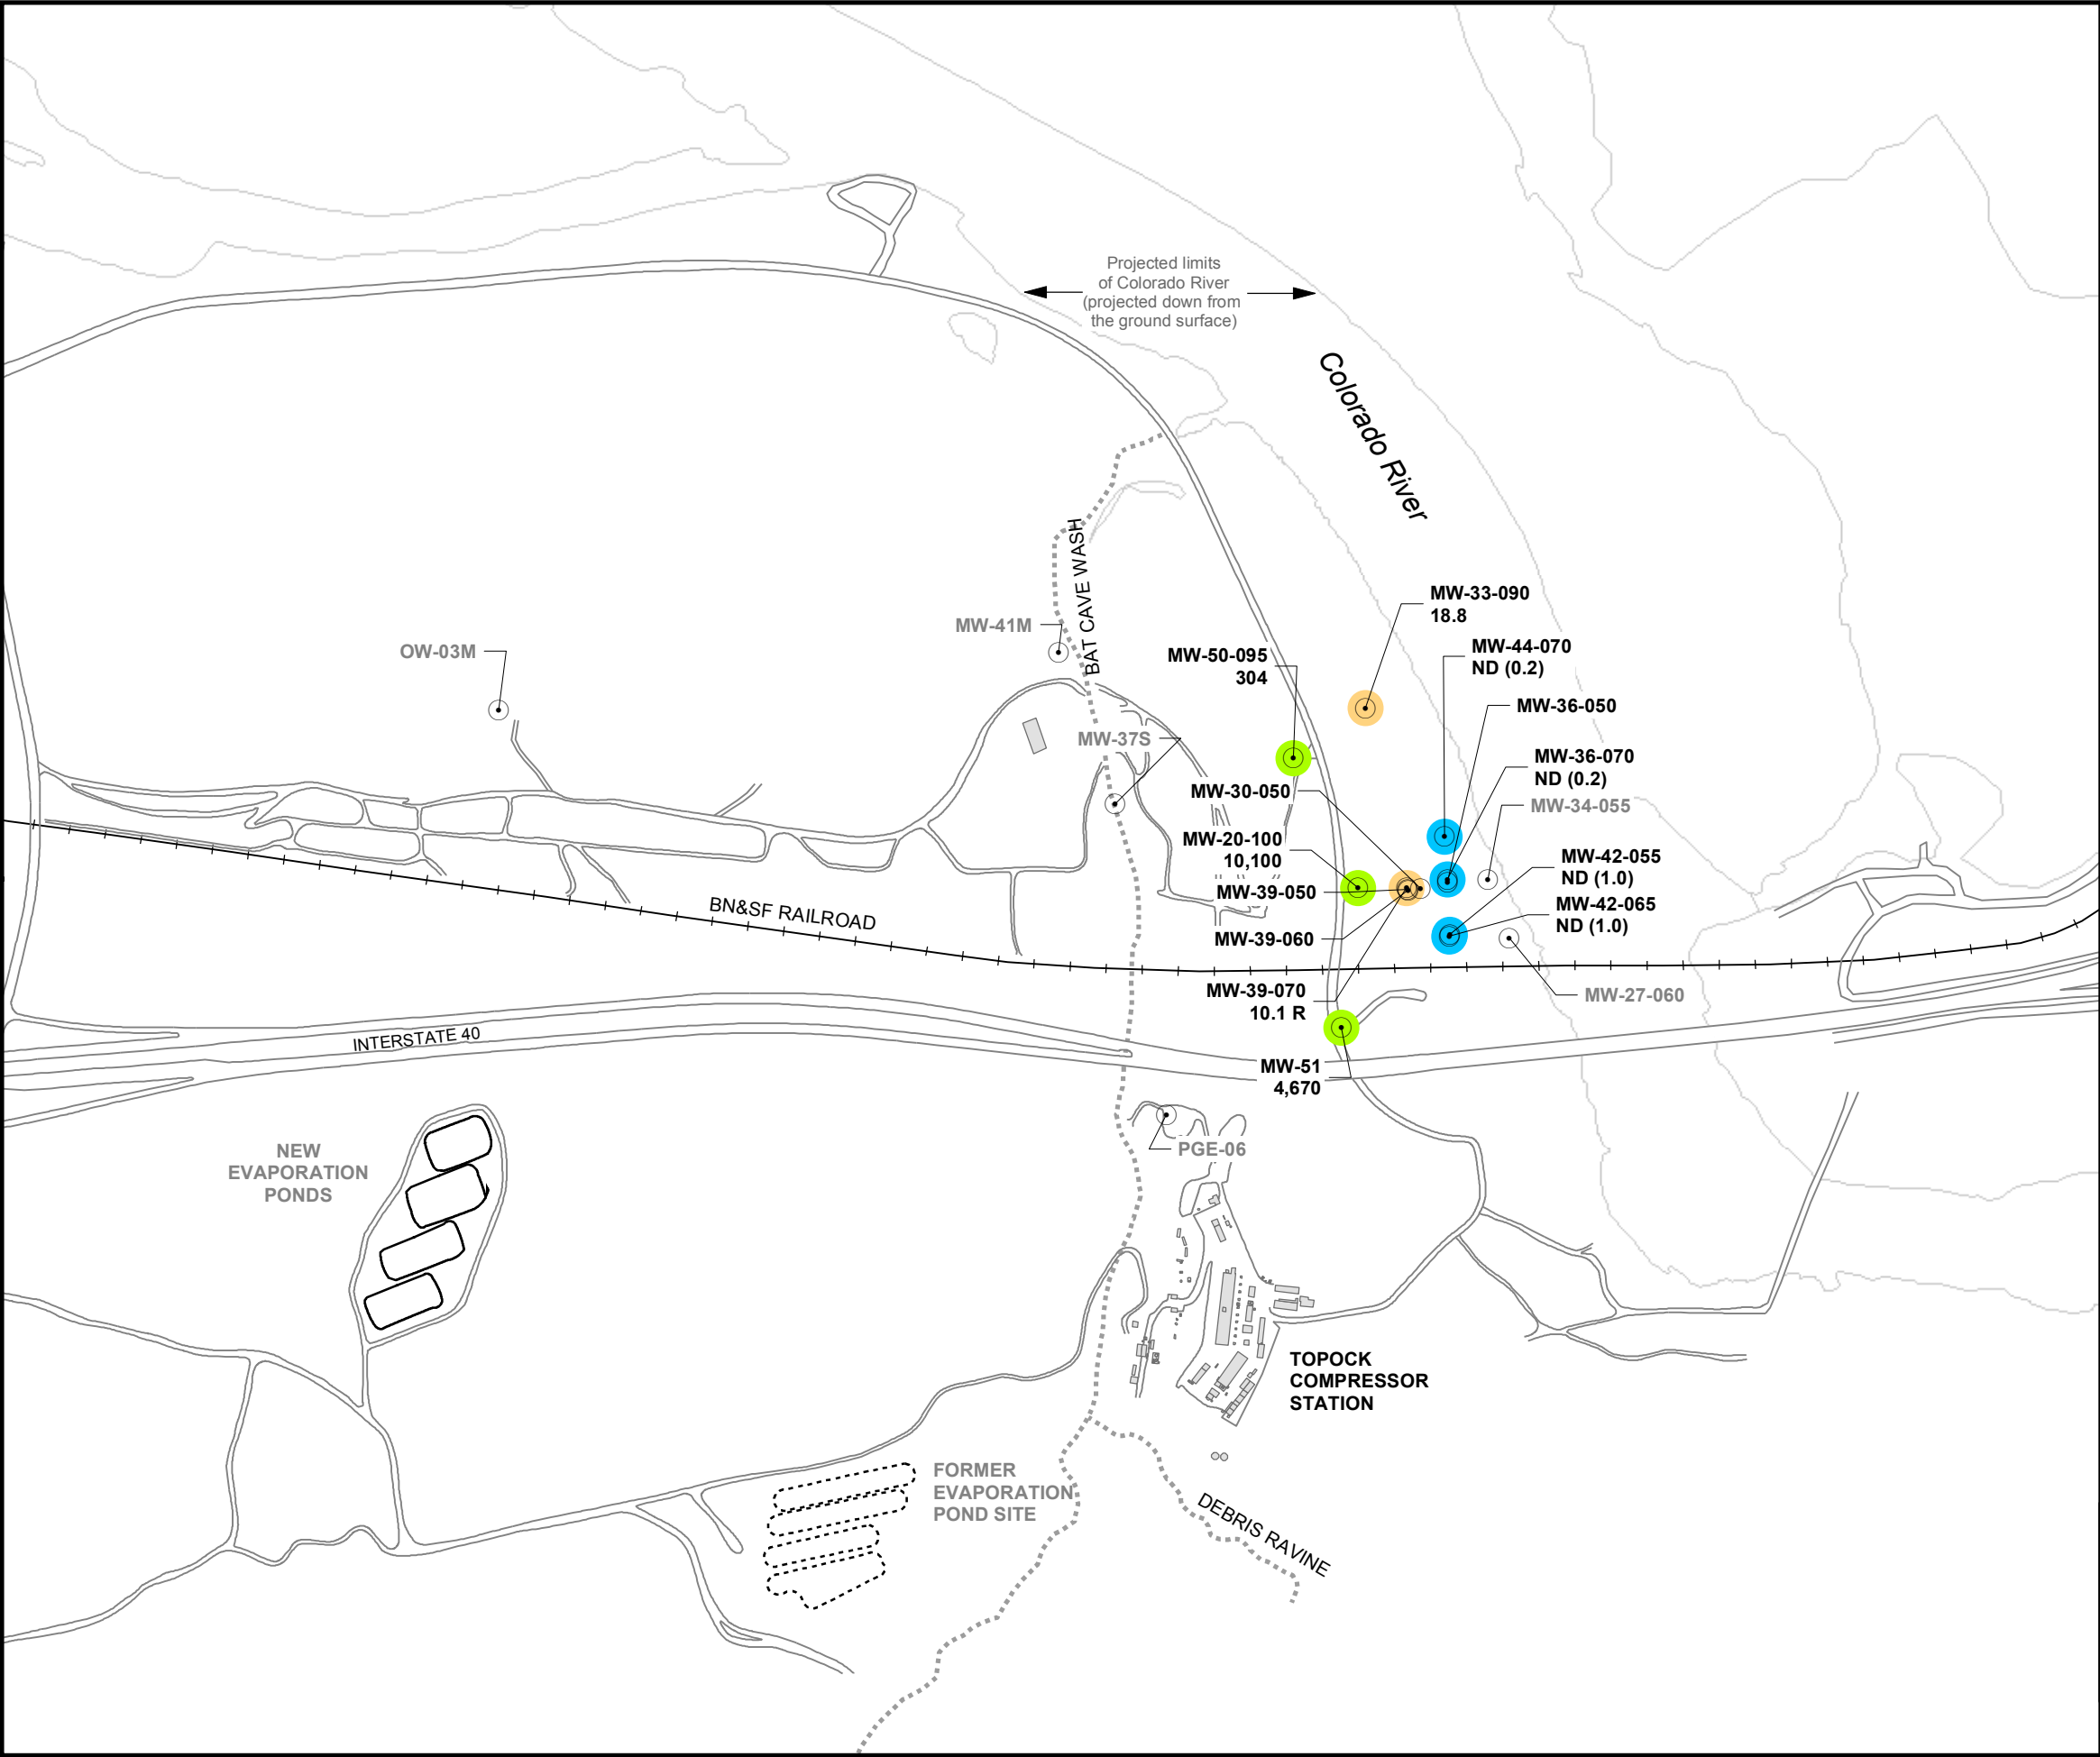 Projected limits
of Colorado River
(projected down from
the ground surface)
Colorado River
BAT CAVE WASH
MW-33-090
18.8
MW-41M
OW-03M
MW-50-095
304
MW-44-070
ND (0.2)
MW-36-050
MW-37S
MW-36-070
ND (0.2)
MW-30-050
MW-34-055
MW-20-100
10,100
MW-42-055
ND (1.0)
MW-39-050
MW-42-065
ND (1.0)
BN&SF RAILROAD
MW-39-060
MW-39-070
10.1 R
MW-27-060
INTERSTATE 40
MW-51
4,670
NEW
EVAPORATION
PONDS
PGE-06
TOPOCK
COMPRESSOR
STATION
FORMER
EVAPORATION
POND SITE
DEBRIS RAVINE